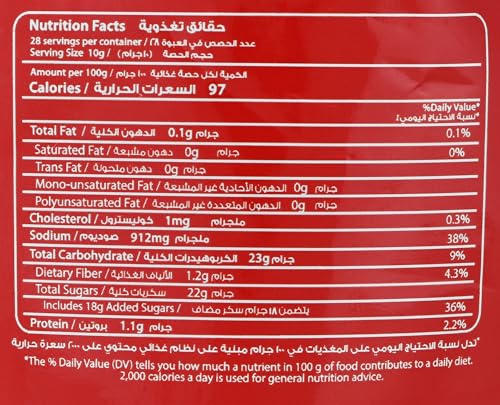 Nutrition Facts حقائق تغذوية
28 servings per container / عدد الحصص في العبوة ٢٨
Serving Size 10g / حجم الحصة (١٠جرام)
Amount per 100g / الكمية لكل حصة غذائية ١٠٠ جرام
Calories / السعرات الحرارية 97
%Daily Value*
*نسبة الاحتياج اليومي٪
Total Fat / الدهون الكلية 0.1g جرام 0.1%
Saturated Fat / دهون مشبعة 0g جرام 0%
Trans Fat / دهون متحولة 0g جرام
Mono-unsaturated Fat / الدهون الأحادية غير المشبعة 0g جرام
Polyunsaturated Fat / الدهون المتعددة غير المشبعة 0g جرام
Cholesterol / كوليسترول 1mg ملجرام 0.3%
Sodium / صوديوم 912mg ملجرام 38%
Total Carbohydrate / الكربوهيدرات الكلية 23g جرام 9%
Dietary Fiber / الألياف الغذائية 1.2g جرام 4.3%
Total Sugars / سكريات كلية 22g جرام
Includes 18g Added Sugars / يتضمن ١٨ جرام سكر مضاف 36%
Protein / بروتين 1.1g جرام 2.2%
*تدل نسبة الاحتياج اليومي على المغذيات في ١٠٠ جرام مبنية على نظام غذائي محتوي على ٢٠٠٠ سعرة حرارية
*The % Daily Value (DV) tells you how much a nutrient in 100 g of food contributes to a daily diet.
2,000 calories a day is used for general nutrition advice.